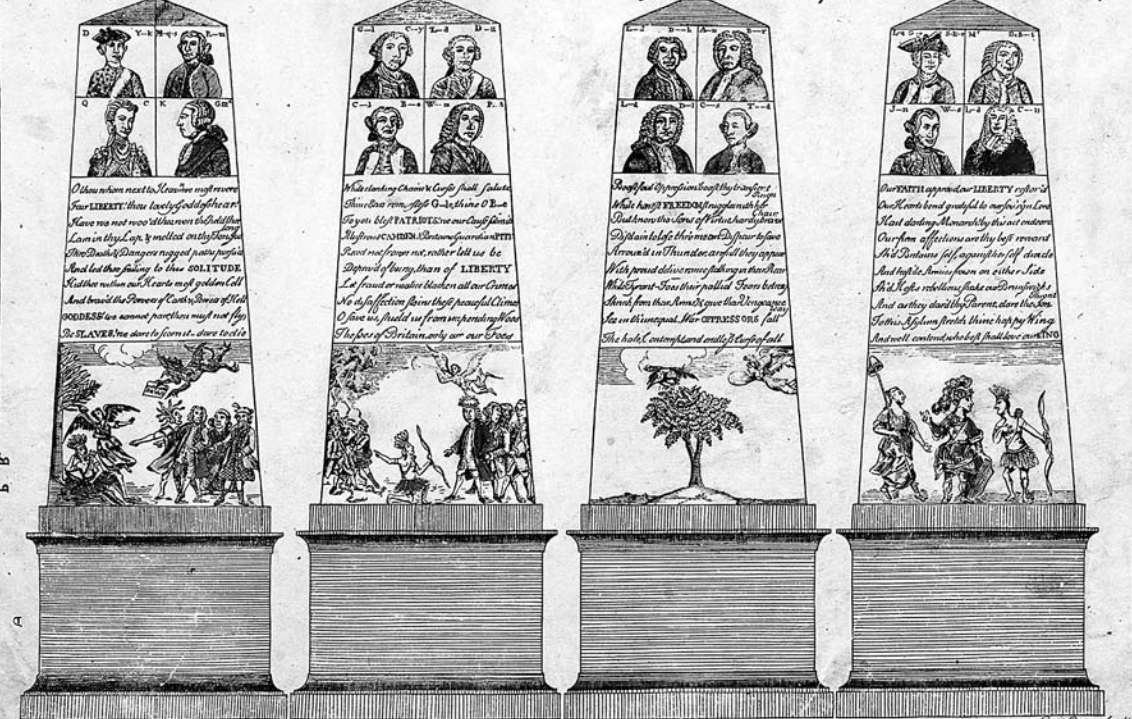 D Y--k M-q-s R--m
Q C K Gm
G--l C--y L--d D--t
C--l B--e W--m P--t
L--d D--h A--n B--r
L--d D--l C--s T--d
L--d G-- S-k-e M D-B--t
J--n W--s L--d C--n
O thou whom next to Heav'n we most revere
Fair LIBERTY! thou lovely Goddess hear
Have we not woo'd thee won thee held thee long
Lain in thy Lap & melted on thy Tongue
Thro Deaths & Dangers rugged paths pursu'd
And led thee smiling to this SOLITUDE
Hid thee within our Hearts most golden Cell
And brav'd the Powers of Earth & Powers of Hell
GODDESS! we cannot part thou must not fly
Be SLAVES! we dare to scorn it dare to die
While clanking Chains & Curses shall salute
Thine Ears remorseless G--le, thine O B--e
To you blest PATRIOTS, we our Cause submit
Illustrous CAMDEN, Britains Guardian, PITT
Recede not frown not, rather let us be
Depriv'd of being, than of LIBERTY
Let fraud or malice blacken all our Crimes
No disaffection stains these peaceful Climes
O save us, shield us from impending Woes
The foes of Britain, only are our Foes
Boast foul Oppression, boast thy transient Reign
While honest FREEDOM struggles with her Chain
But know the Sons of Virtue, hardy brave
Disdain to lose thro mean Dispair to save
Arrouz'd in Thunder, awfull they appear
With proud deliverance stalking in their Rear
While Tyrant-Foes their pallid Fears betray
Shrink from their Arms, & give their Vengeance way
See in th'unequal War OPPRESSORS fall
The hate, Contempt, and endless Curse of all
Our FAITH approv'd, our LIBERTY restor'd
Our Hearts bend grateful to our sov'reign Lord
Hail darling Monarch! by this act endear'd
Our firm affections are thy best reward
Sh'd Britains self, against her self divide
And hostile Armies frown on either Side
Sh'd Hosts rebellious shake our Brunswick's Throne
And as they dar'd thy Parent, dare the Son
To this Asylum stretch thine happy Wing
And we'll contend, who best shall love our KING